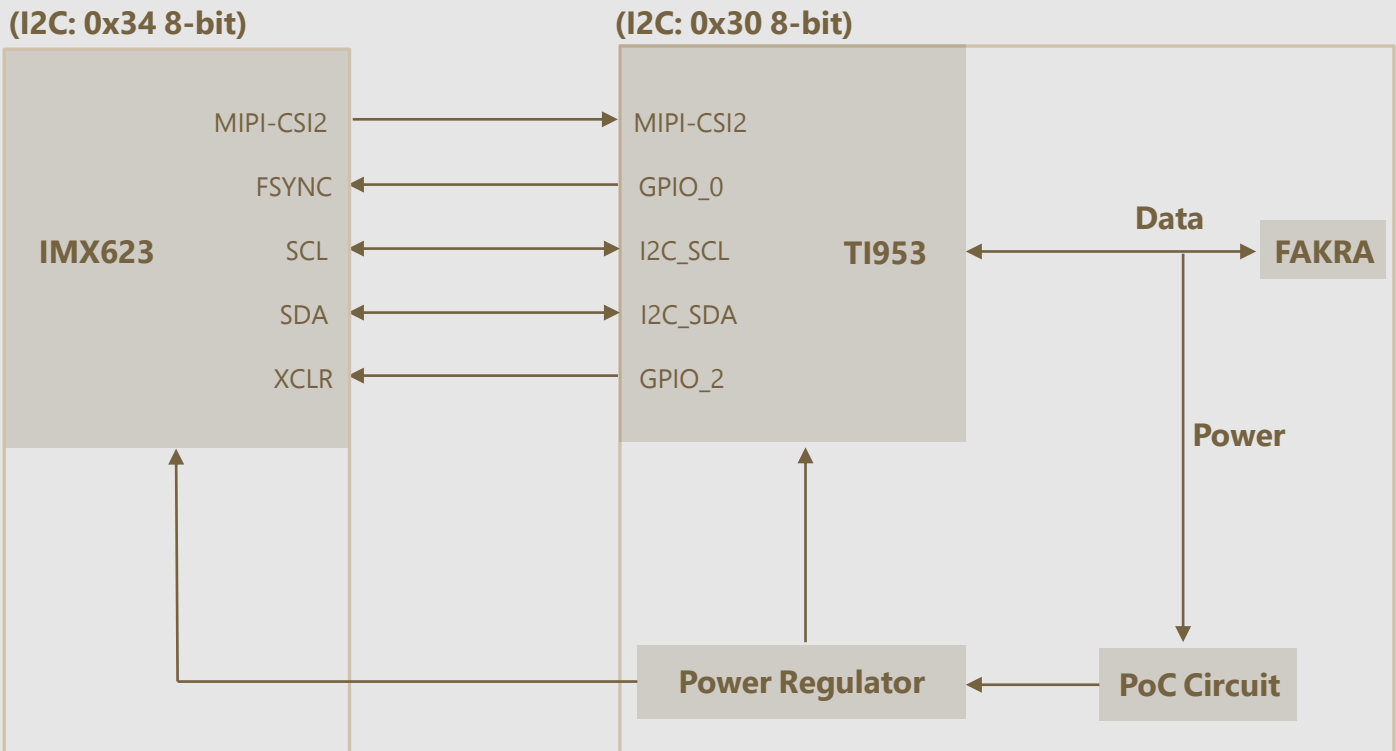 (I2C: 0x34 8-bit)
(I2C: 0x30 8-bit)
MIPI-CSI2
MIPI-CSI2
FSYNC
GPIO_0
Data
IMX623
SCL
I2C_SCL
TI953
FAKRA
SDA
I2C_SDA
XCLR
GPIO_2
Power
Power Regulator
PoC Circuit